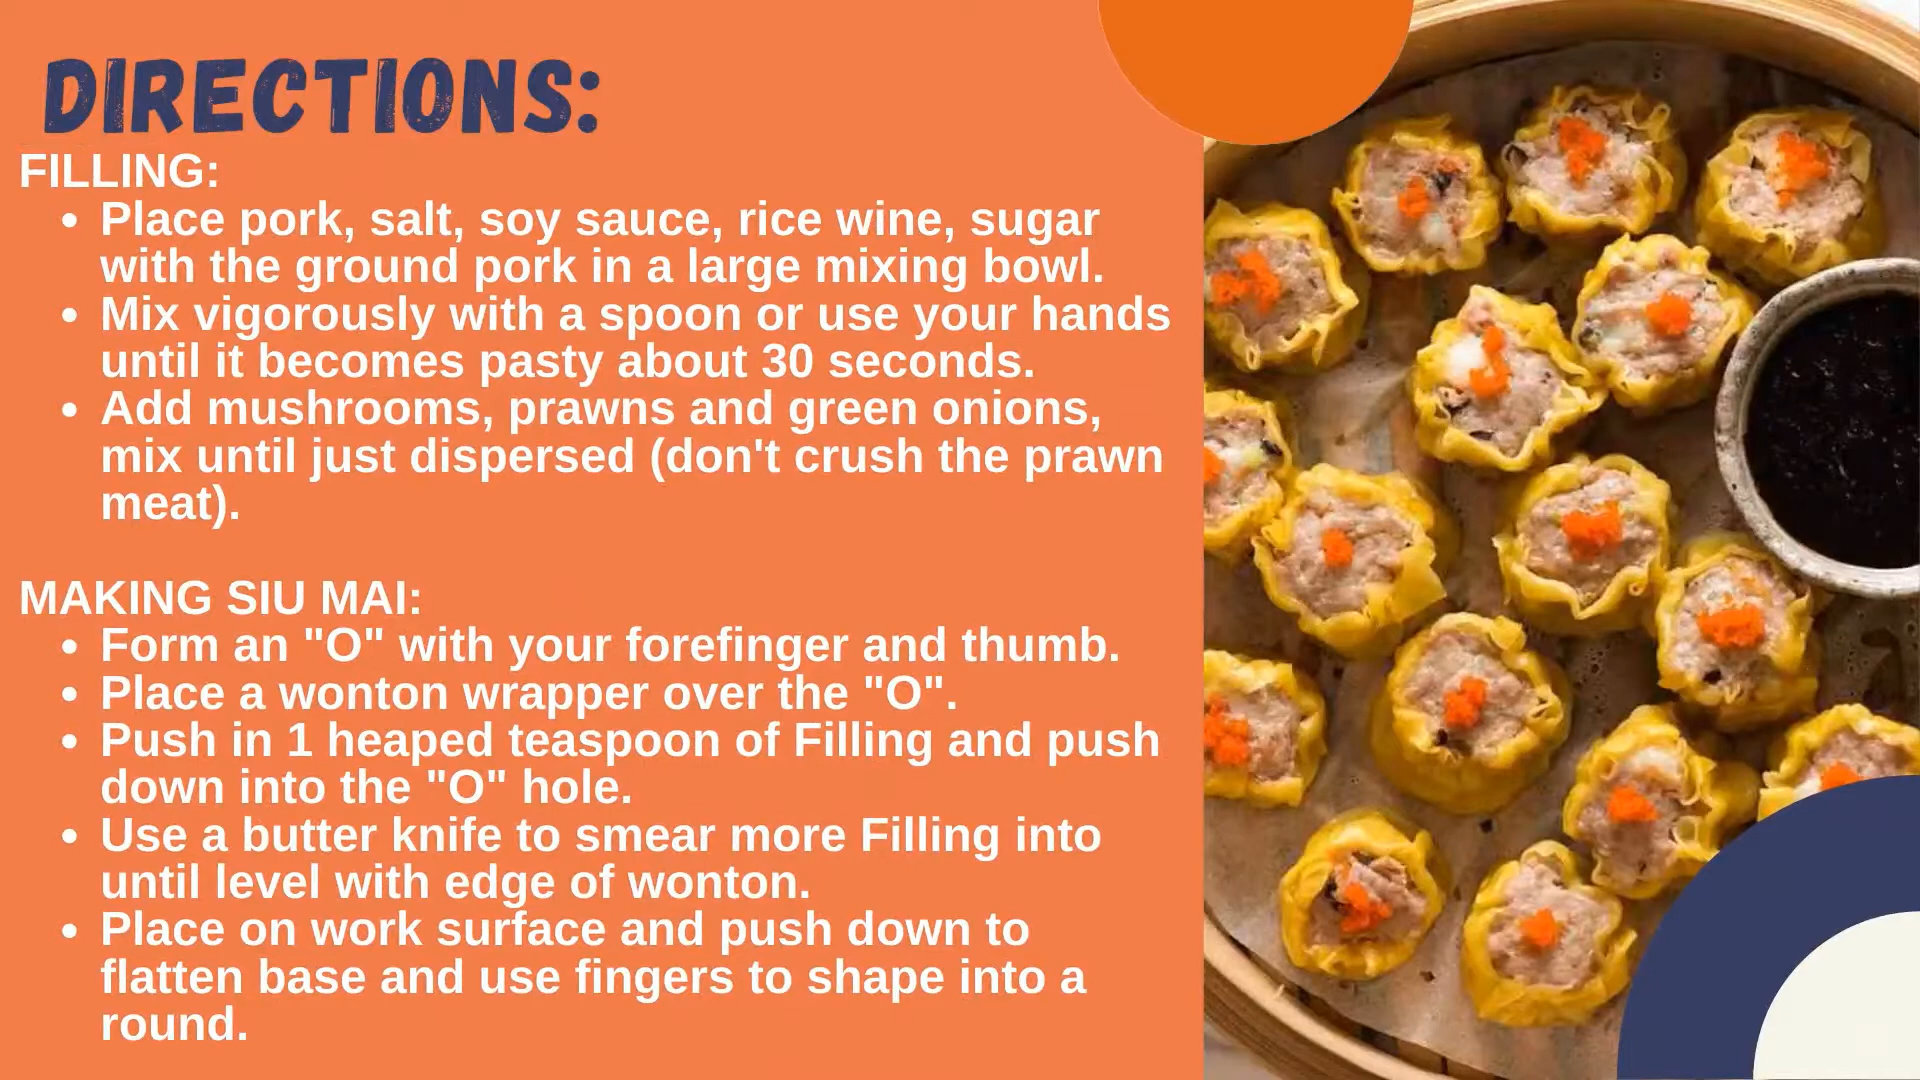 DIRECTIONS:
FILLING:
• Place pork, salt, soy sauce, rice wine, sugar
with the ground pork in a large mixing bowl.
• Mix vigorously with a spoon or use your hands
until it becomes pasty about 30 seconds.
• Add mushrooms, prawns and green onions,
mix until just dispersed (don't crush the prawn
meat).
MAKING SIU MAI:
• Form an "O" with your forefinger and thumb.
• Place a wonton wrapper over the "O".
• Push in 1 heaped teaspoon of Filling and push
down into the "O" hole.
• Use a butter knife to smear more Filling into
until level with edge of wonton.
• Place on work surface and push down to
flatten base and use fingers to shape into a
round.